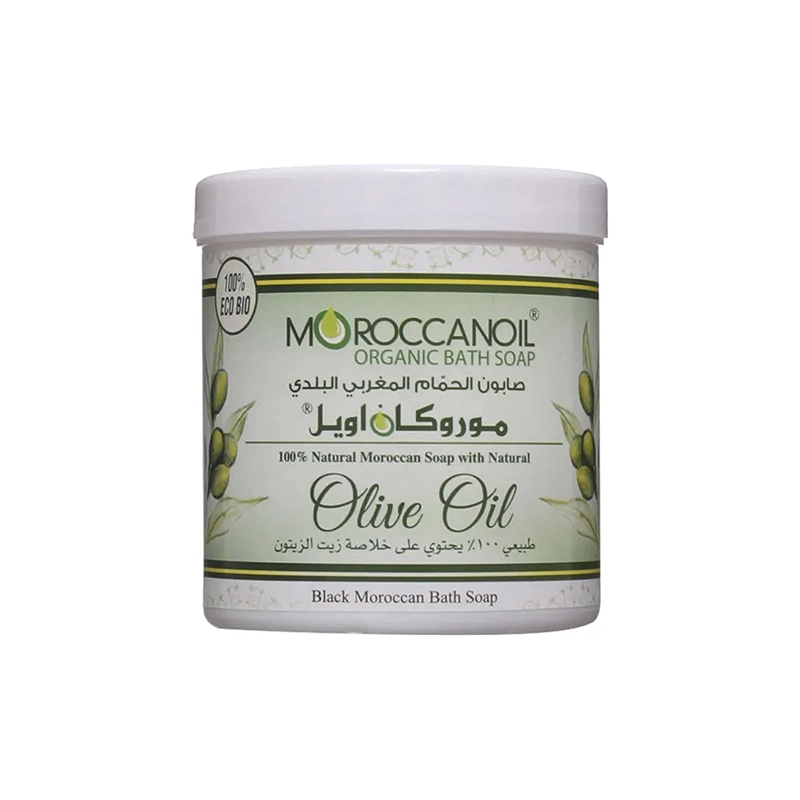 100%
ECO BIO
MOROCCANOIL®
ORGANIC BATH SOAP
صابون الحمّام المغربي البلدي
موروكان اويل®
100% Natural Moroccan Soap with Natural
Olive Oil
طبيعي ١٠٠٪ يحتوي على خلاصة زيت الزيتون
Black Moroccan Bath Soap